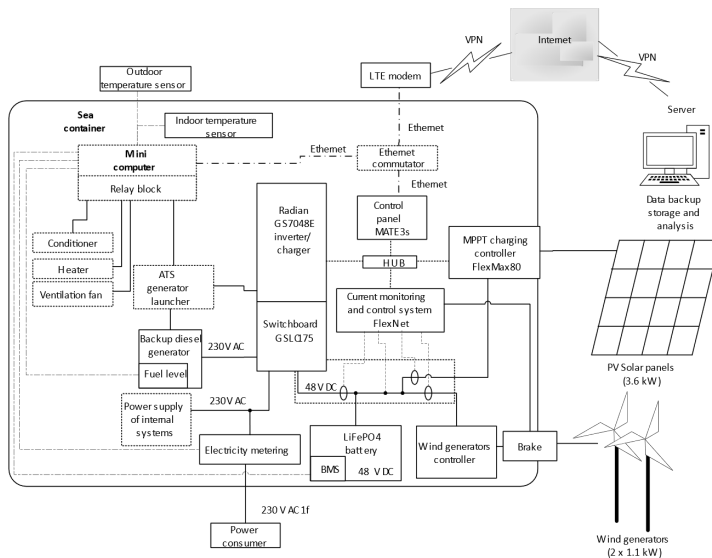 VPN
Internet
VPN
Outdoor
temperature sensor
LTE modem
Server
Sea
container
Indoor temperature
sensor
Ethernet
Ethernet
Mini
computer
Ethernet
commutator
Relay block
Ethernet
Data backup
storage and
analysis
Radian
GS7048E
inverter/
charger
Control
panel
MATE3s
MPPT charging
controller
FlexMax80
Conditioner
Heater
Ventilation fan
ATS
generator
launcher
HUB
Current monitoring
and control system
FlexNet
Switchboard
GSLC175
Backup diesel
generator
Fuel level
230V AC
PV Solar panels
(3.6 kW)
48 V DC
Power supply
of internal
systems
230V AC
Electricity metering
LiFePO4
battery
BMS
48 V DC
Wind generators
controller
Brake
230 V AC 1f
Power
consumer
Wind generators
(2 x 1.1 kW)